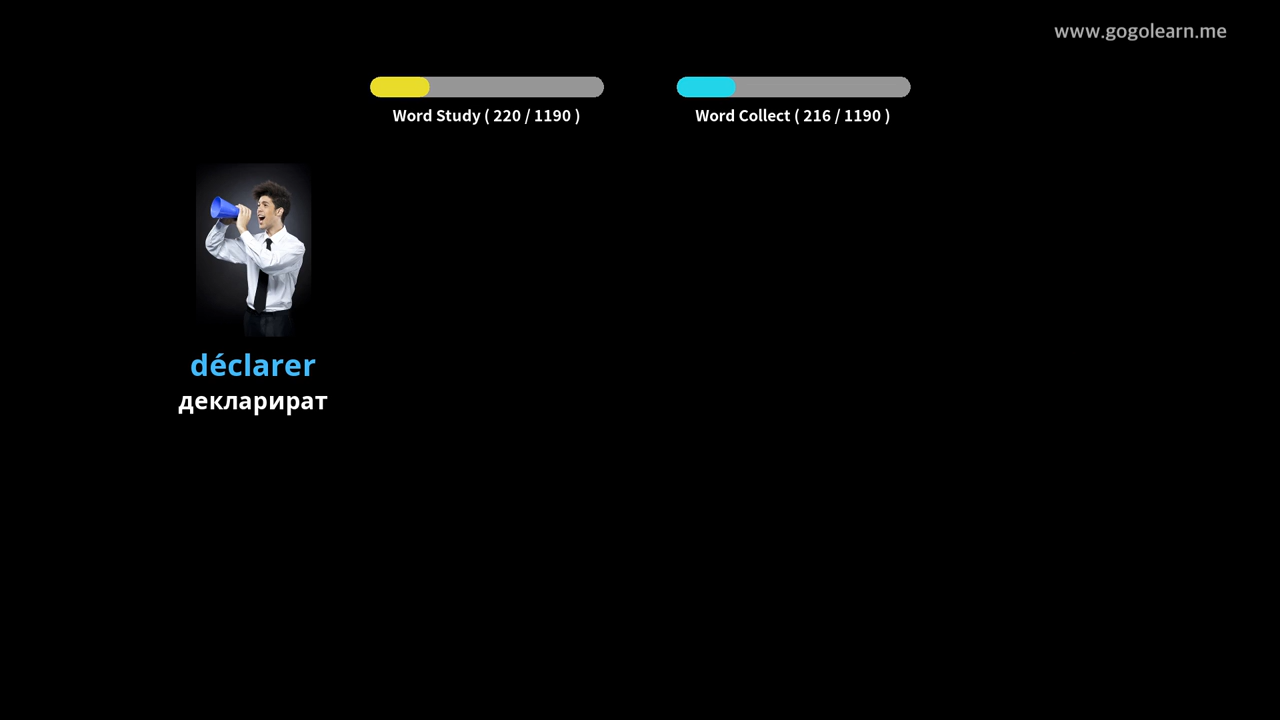 www.gogolearn.me
Word Study ( 220 / 1190 )
Word Collect ( 216 / 1190 )
déclarer
декларират